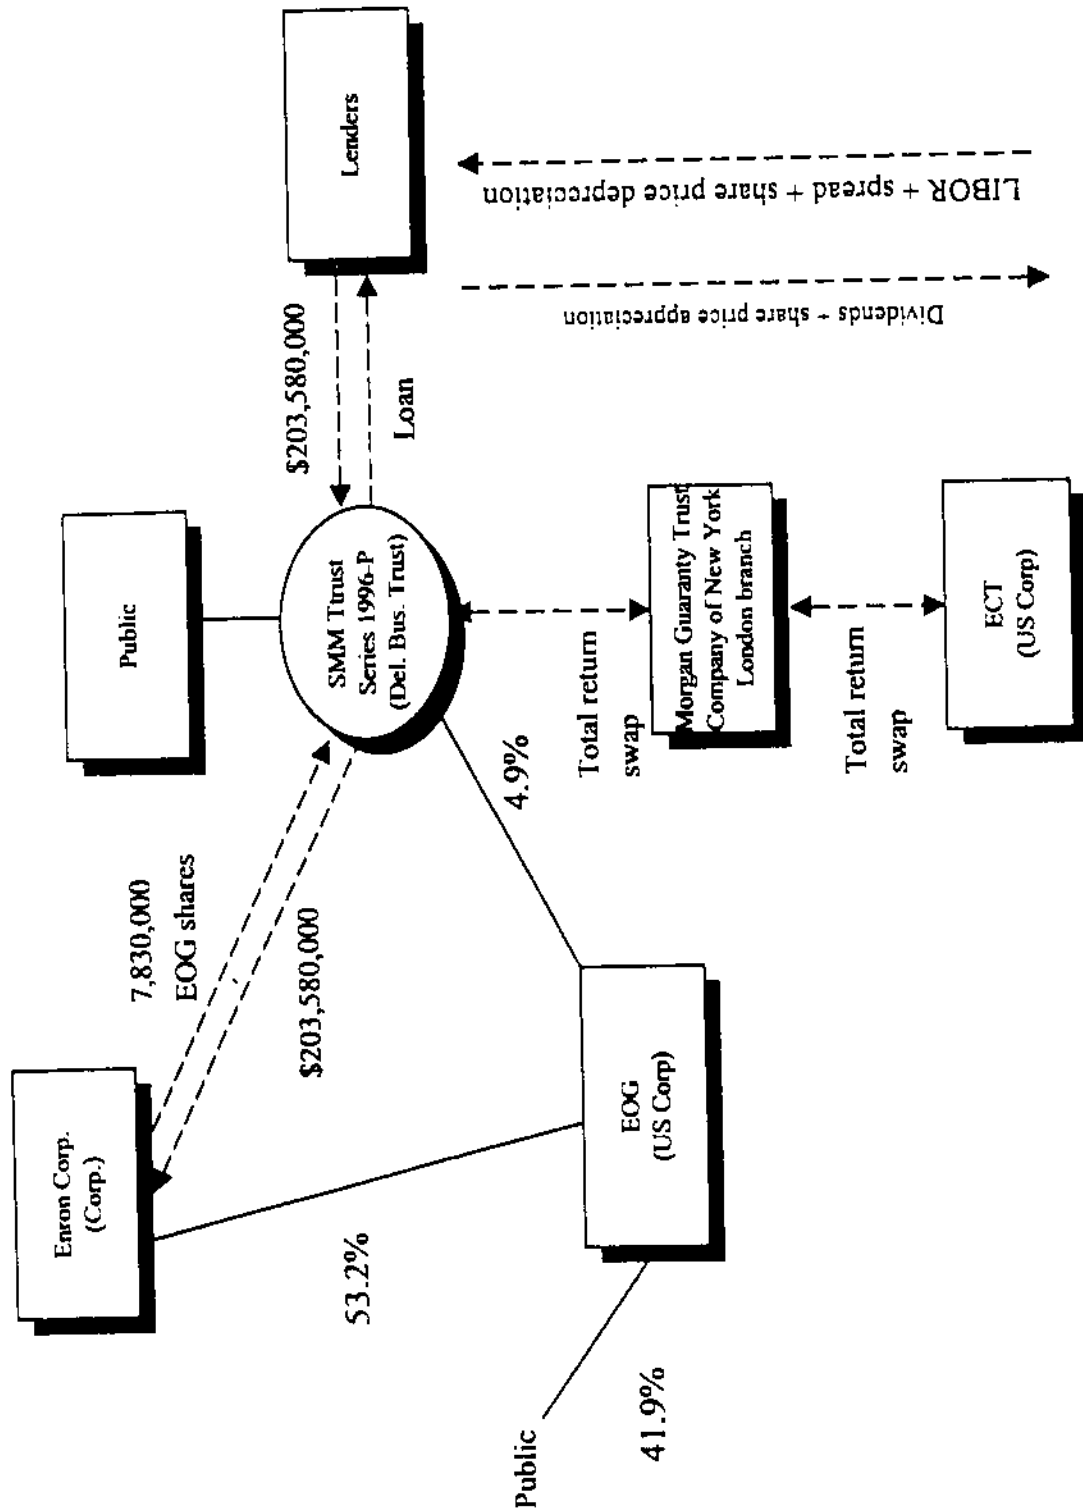 Enron Corp.
(Corp.)
7,830,000
EOG shares
$203,580,000
Public
SMM Ttrust
Series 1996-P
(Del. Bus. Trust)
$203,580,000
Loan
Lenders
53.2%
4.9%
Public
41.9%
EOG
(US Corp)
Total return
swap
Morgan Guaranty Trust
Company of New York
London branch
Total return
swap
ECT
(US Corp)
Dividends + share price appreciation
LIBOR + spread + share price depreciation